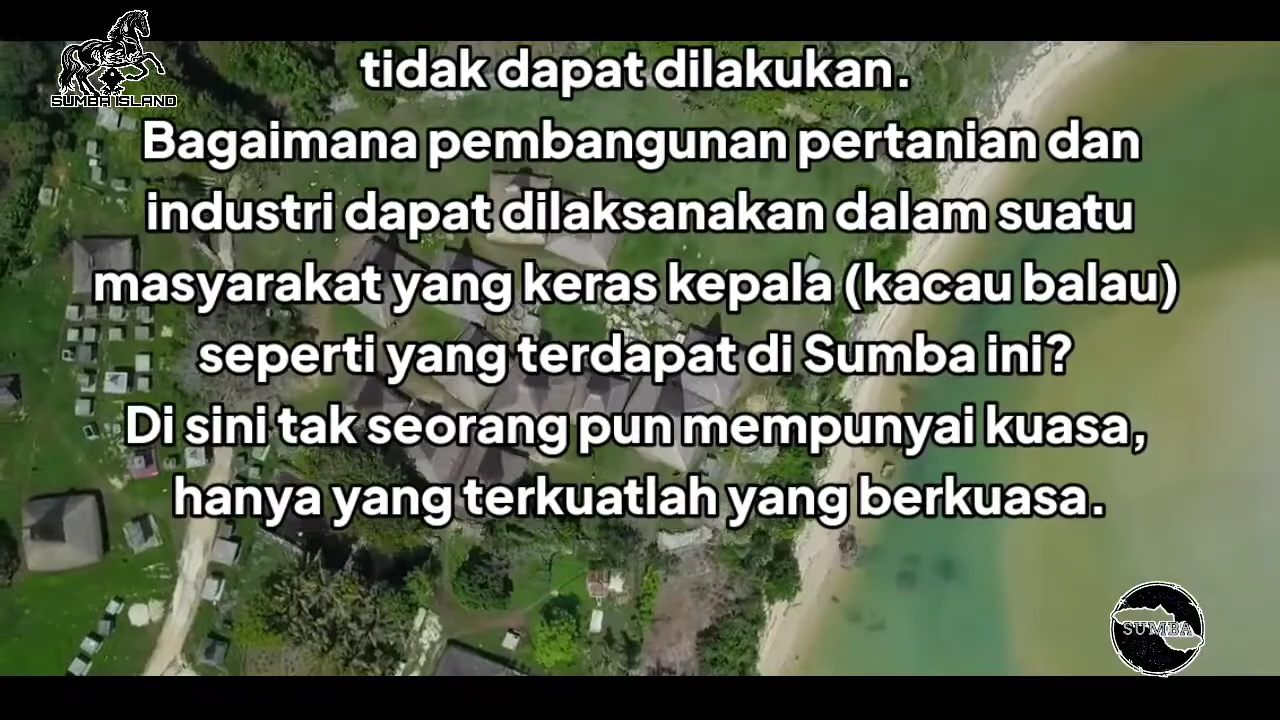 SUMBA ISLAND
tidak dapat dilakukan.
Bagaimana pembangunan pertanian dan
industri dapat dilaksanakan dalam suatu
masyarakat yang keras kepala (kacau balau)
seperti yang terdapat di Sumba ini?
Di sini tak seorang pun mempunyai kuasa,
hanya yang terkuatlah yang berkuasa.
SUMBA